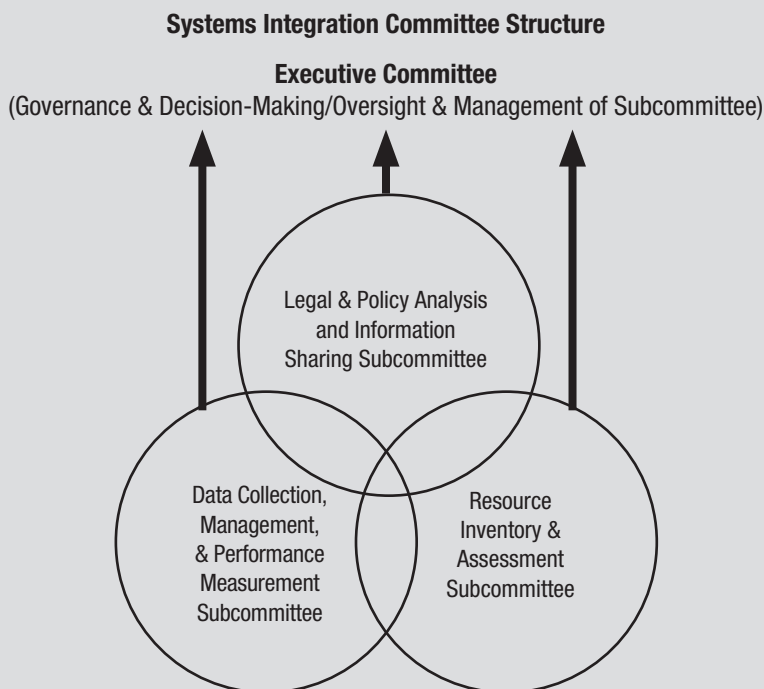 Systems Integration Committee Structure
Executive Committee
(Governance & Decision-Making/Oversight & Management of Subcommittee)
Legal & Policy Analysis
and Information
Sharing Subcommittee
Data Collection,
Management,
& Performance
Measurement
Subcommittee
Resource
Inventory &
Assessment
Subcommittee